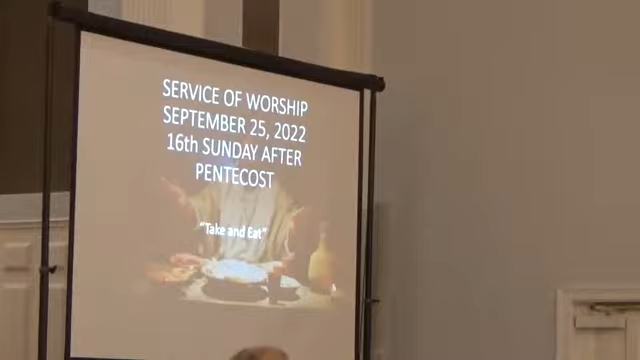 SERVICE OF WORSHIP
SEPTEMBER 25, 2022
16th SUNDAY AFTER
PENTECOST
“Take and Eat”